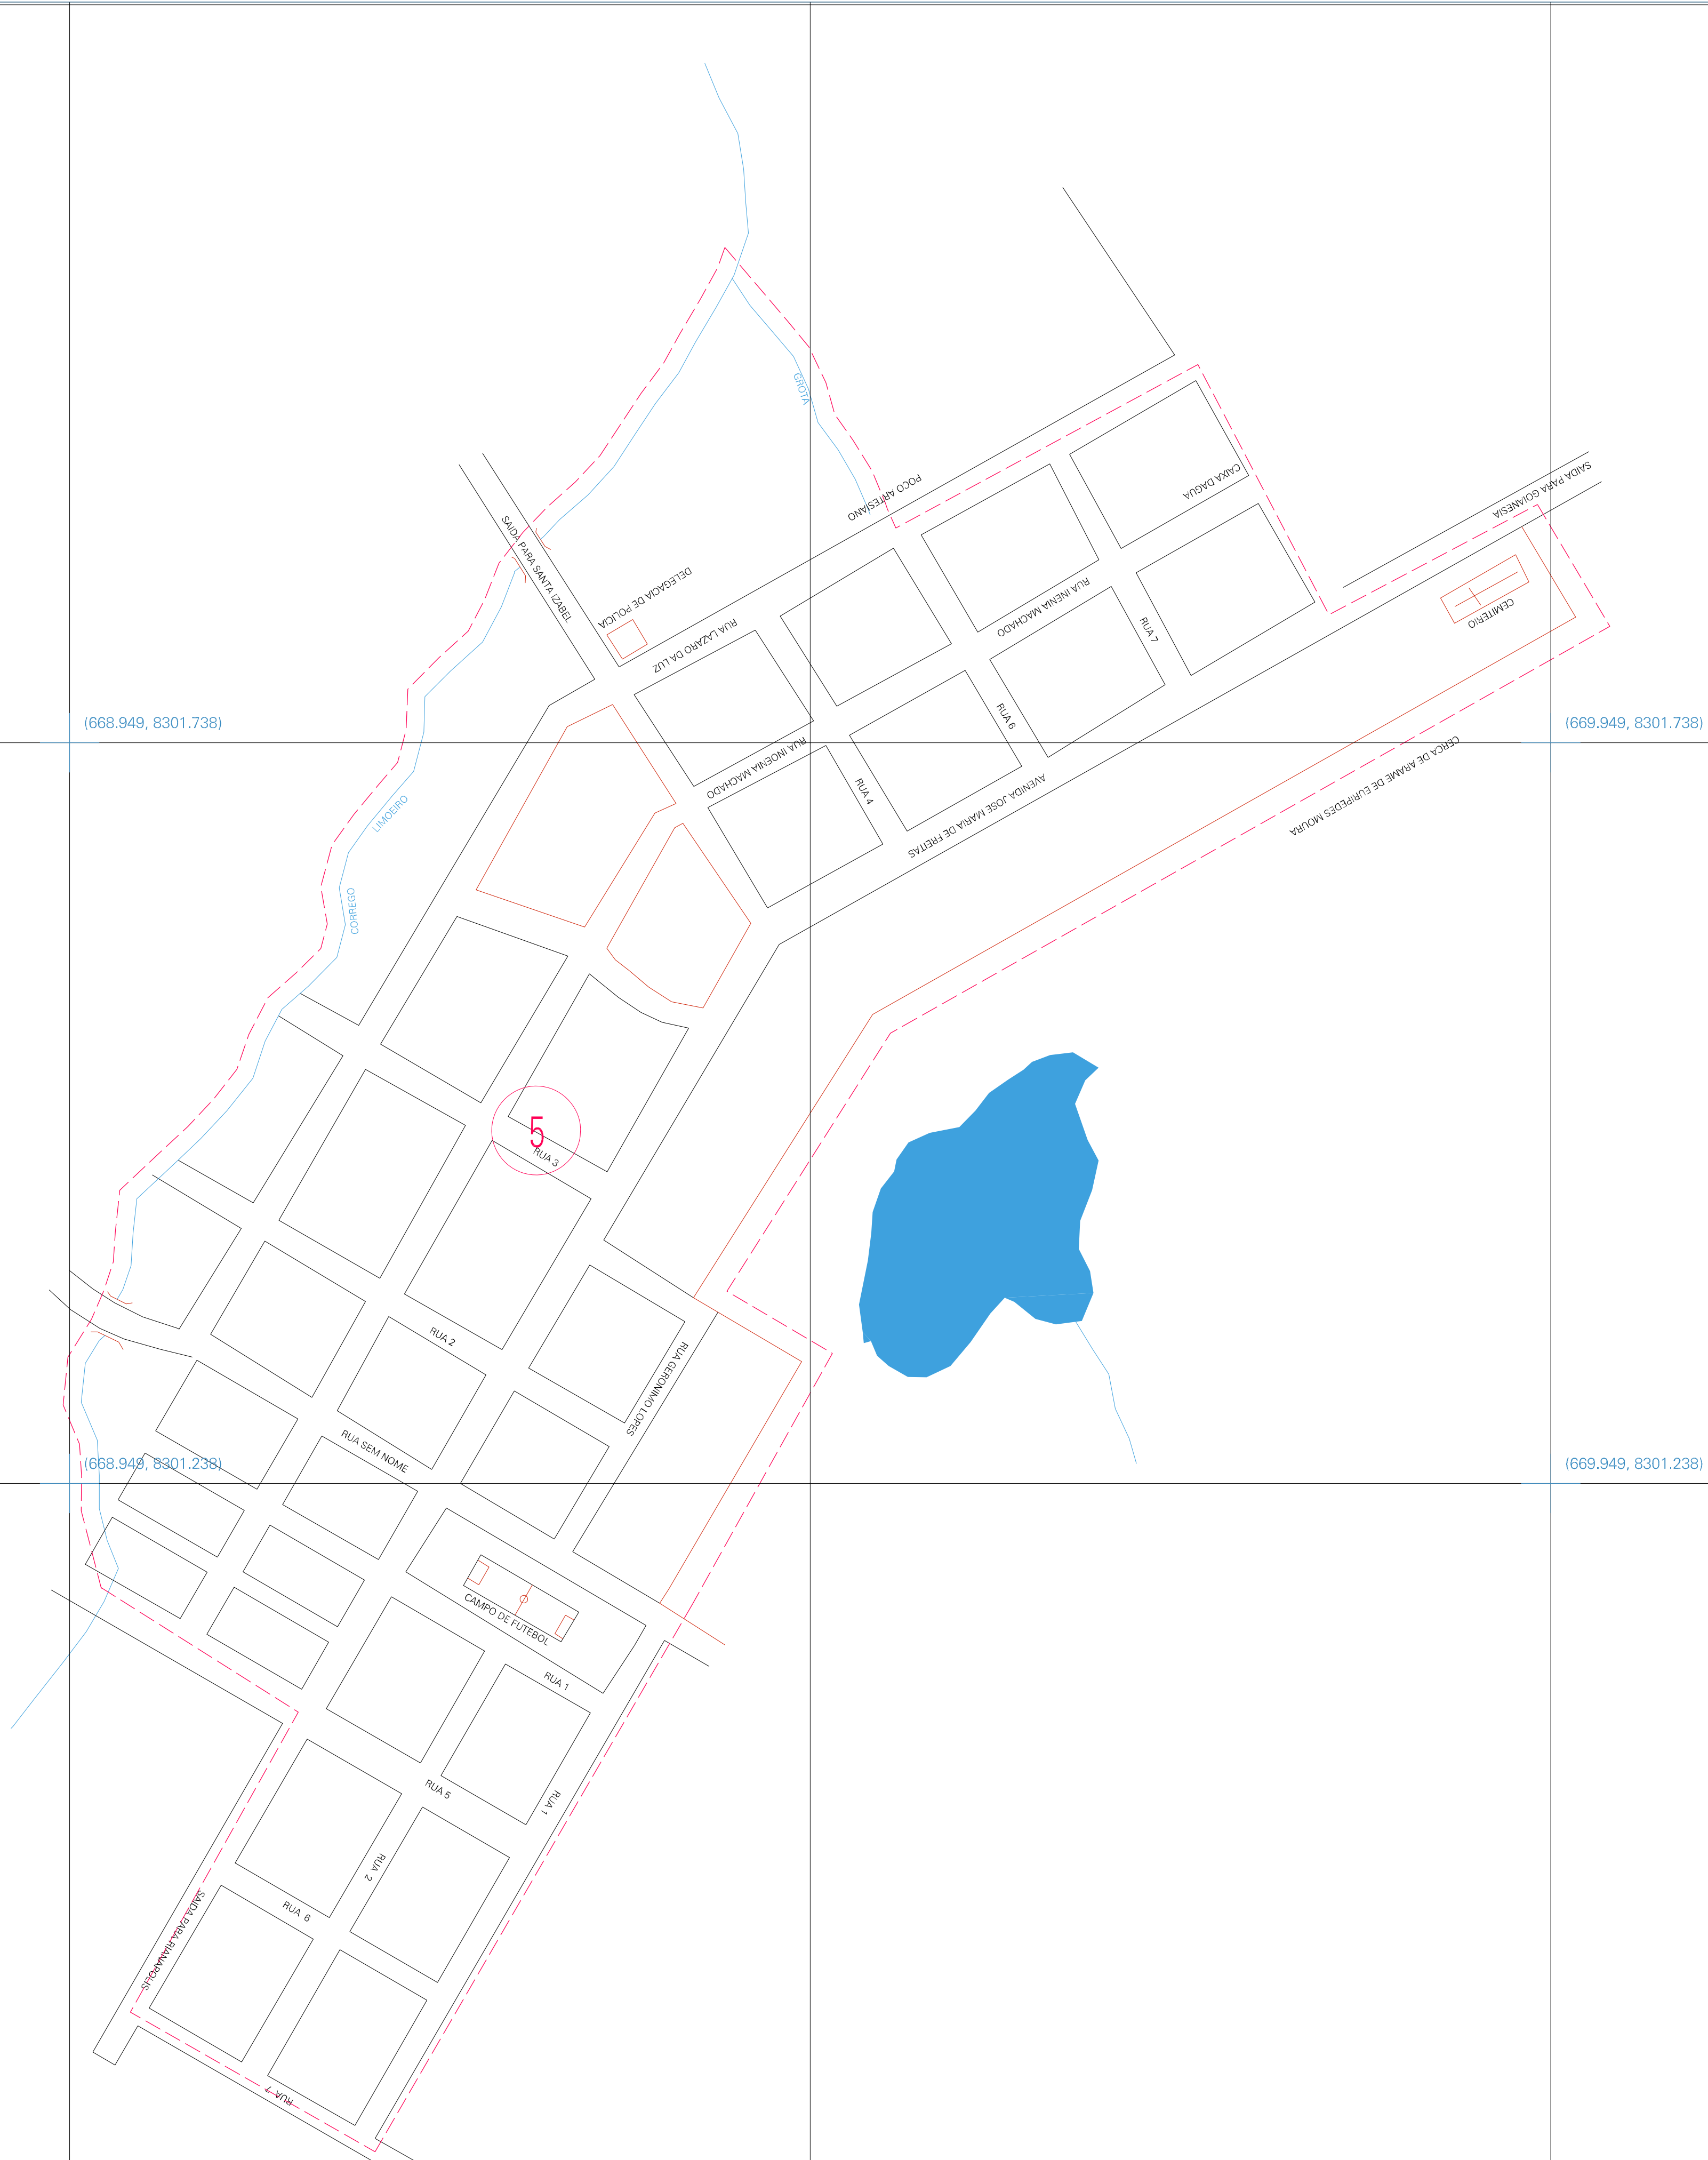 GROTA
CAIXA DAGUA
POCO ARTESIANO
SAIDA PARA GOIANESIA
SAIDA PARA SANTA IZABEL
DELEGACIA DE POLICIA
RUA LAZARO DA LUZ
RUA INENIA MACHADO
RUA 7
CEMITERIO
RUA 6
(668.949, 8301.738)
(669.949, 8301.738)
RUA INOENIA MACHADO
RUA 4
AVENIDA JOSE MARIA DE FREITAS
CERCA DE ARAME DE EURIPEDES MOURA
LIMOEIRO
CORREGO
5
RUA 3
RUA 2
RUA GERONIMO LOPES
RUA SEM NOME
(668.949, 8301.238)
(669.949, 8301.238)
CAMPO DE FUTEBOL
RUA 1
RUA 5
RUA 1
RUA 2
RUA 6
SAIDA PARA RIANAPOLIS
RUA 7